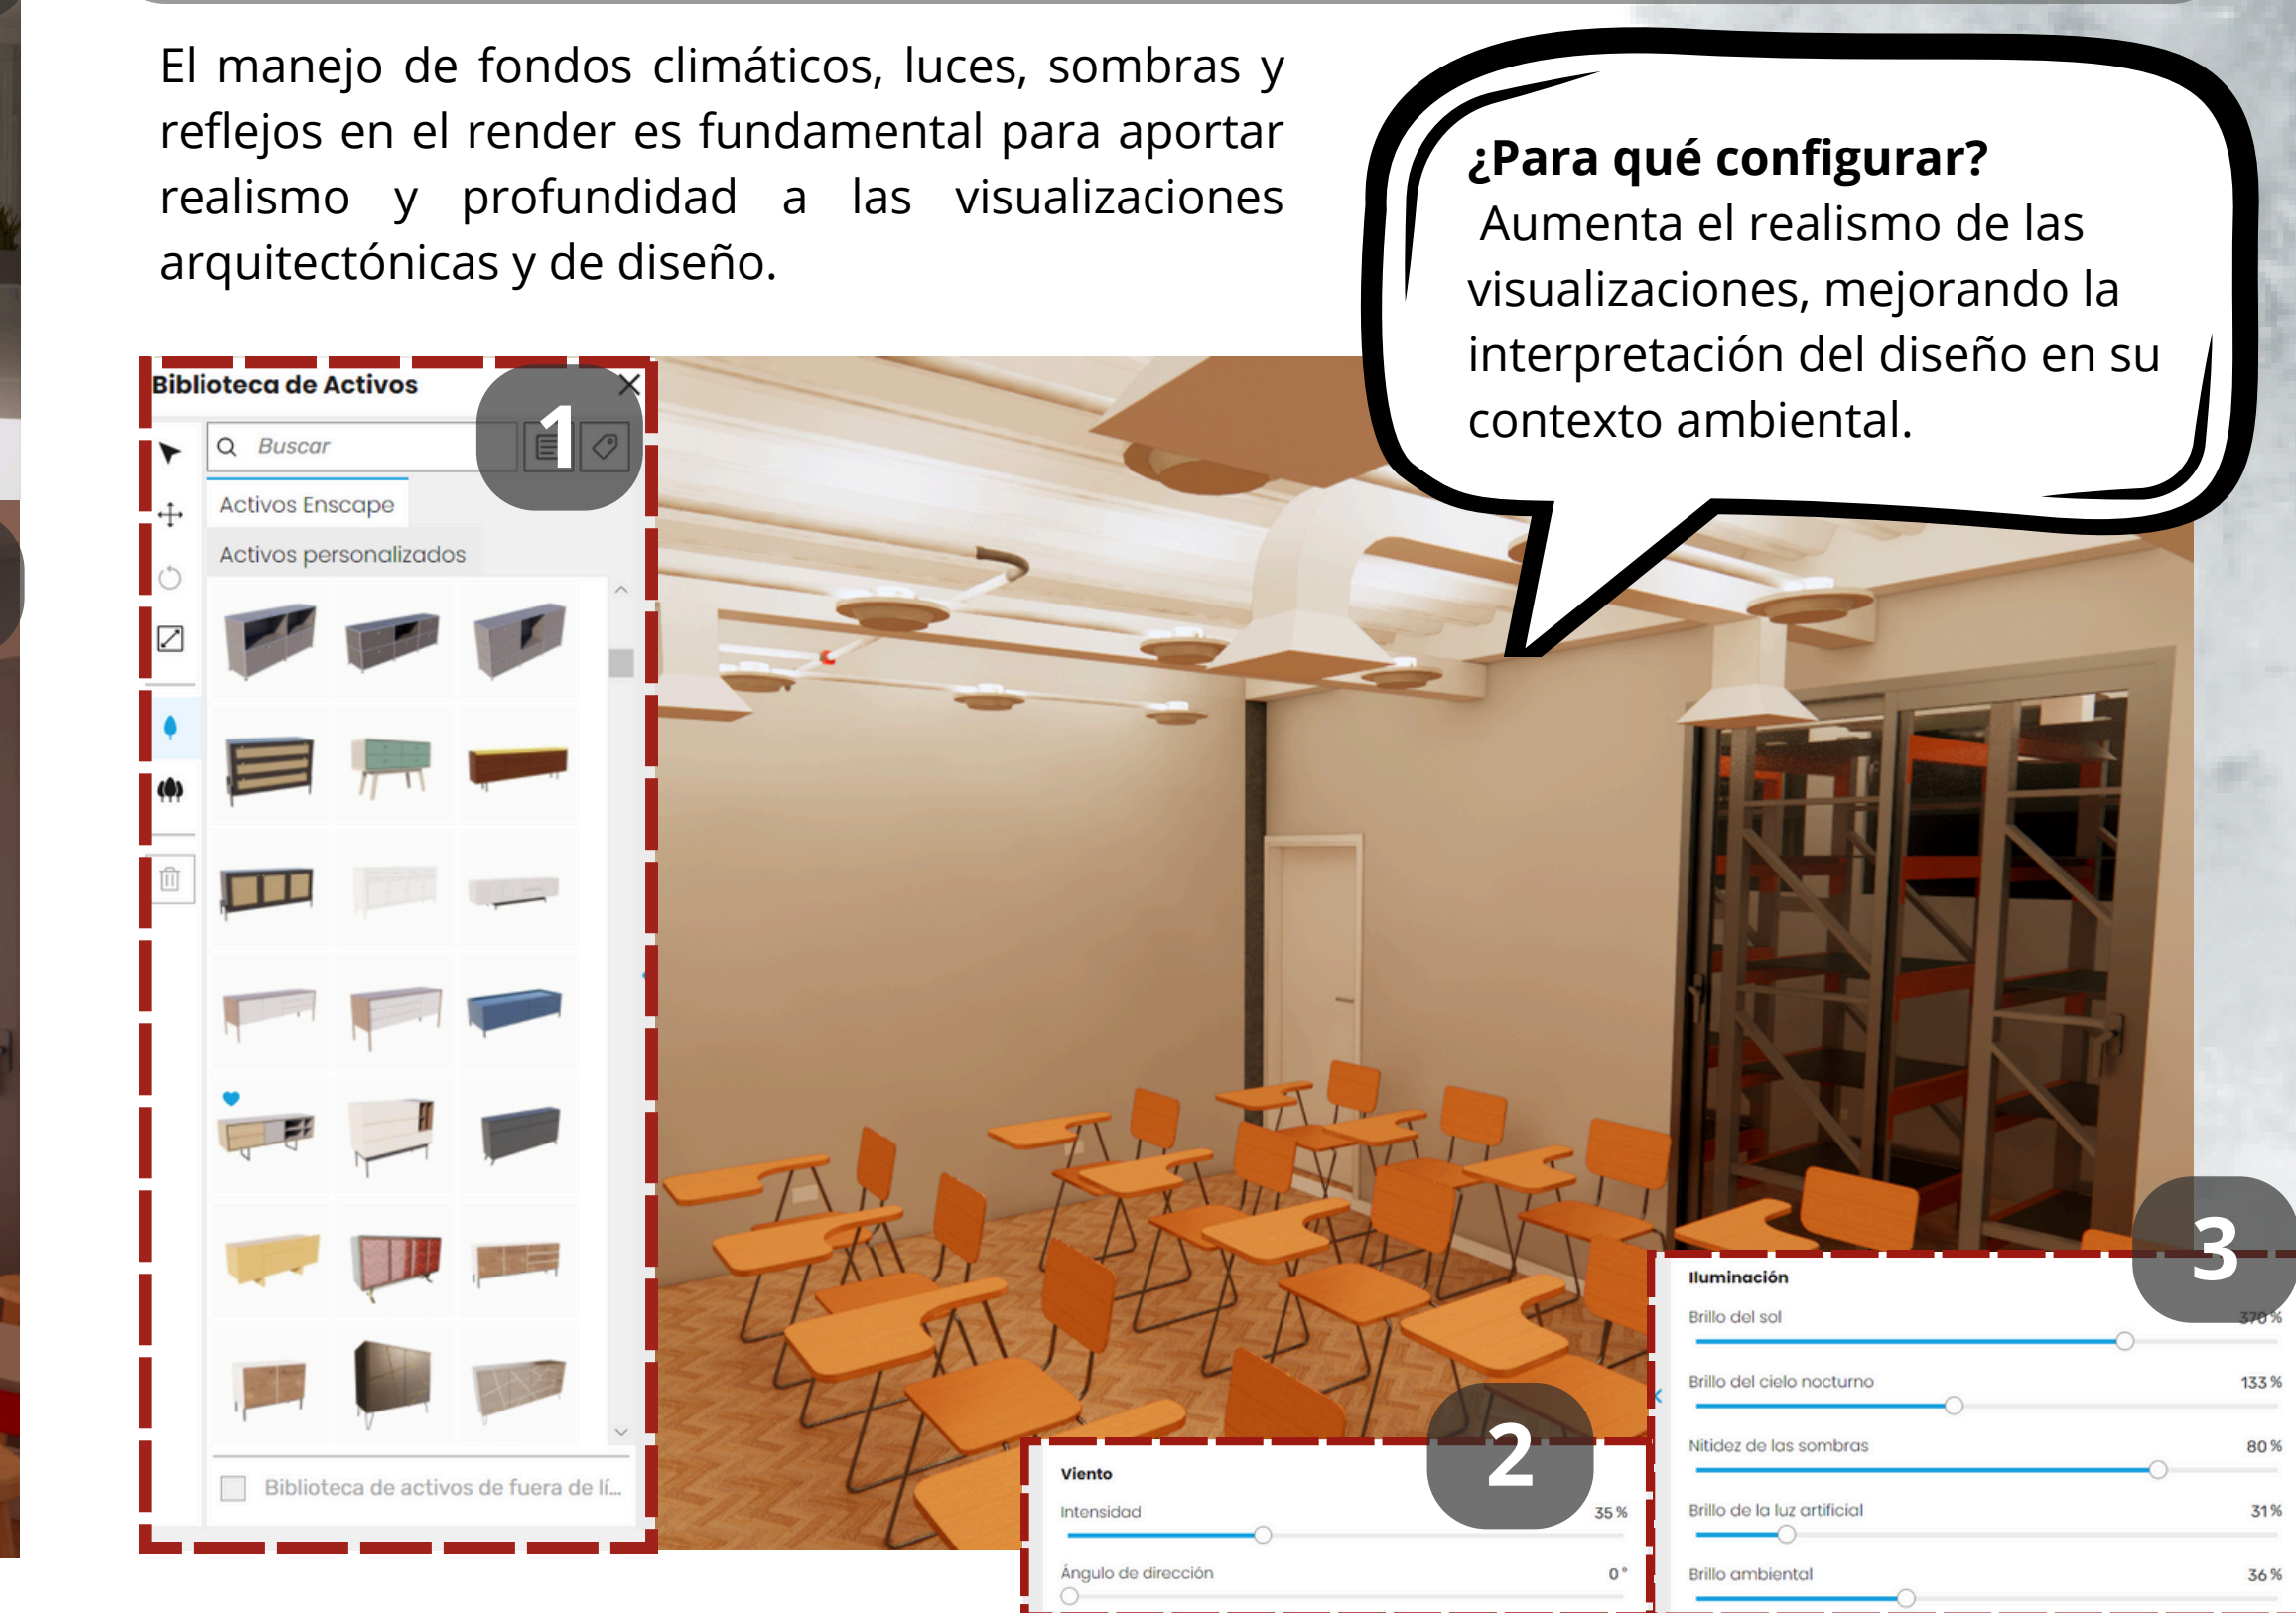 El manejo de fondos climáticos, luces, sombras y
reflejos en el render es fundamental para aportar
realismo y profundidad a las visualizaciones
arquitectónicas y de diseño.
¿Para qué configurar?
Aumenta el realismo de las
visualizaciones, mejorando la
interpretación del diseño en su
contexto ambiental.
Biblioteca de Activos
1
Buscar
Activos Enscape
Activos personalizados
Biblioteca de activos de fuera de lí...
2
Viento
Intensidad 35 %
Ángulo de dirección 0 °
3
Iluminación
Brillo del sol 370 %
Brillo del cielo nocturno 133 %
Nitidez de las sombras 80 %
Brillo de la luz artificial 31 %
Brillo ambiental 36 %